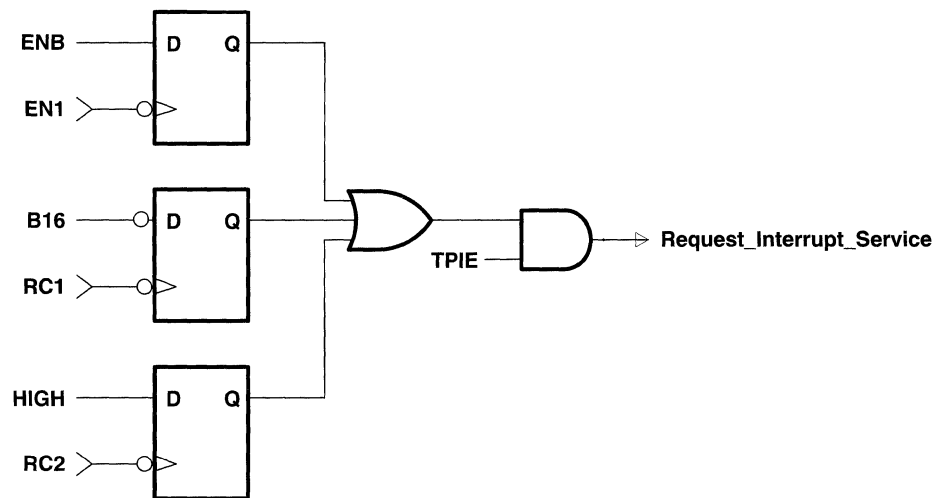 ENB
D
Q
EN1
B16
D
Q
RC1
TPIE
Request_Interrupt_Service
HIGH
D
Q
RC2